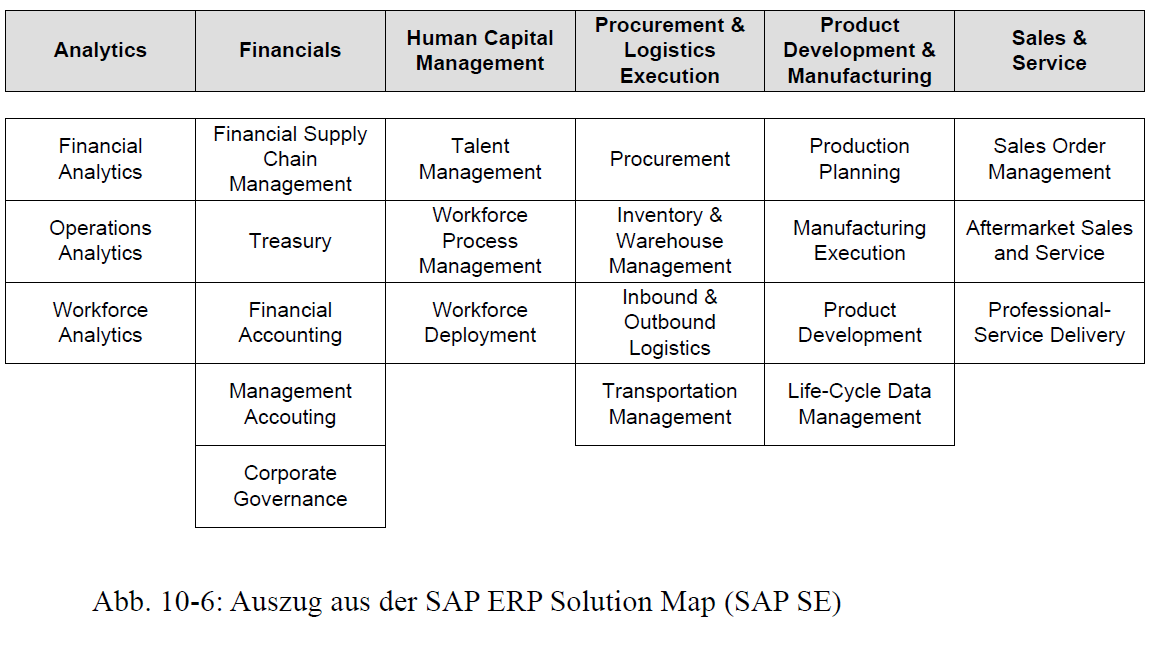 Analytics
Financials
Human Capital
Management
Procurement &
Logistics
Execution
Product
Development &
Manufacturing
Sales &
Service
Financial
Analytics
Financial Supply
Chain
Management
Talent
Management
Procurement
Production
Planning
Sales Order
Management
Operations
Analytics
Treasury
Workforce
Process
Management
Inventory &
Warehouse
Management
Manufacturing
Execution
Aftermarket Sales
and Service
Workforce
Analytics
Financial
Accounting
Workforce
Deployment
Inbound &
Outbound
Logistics
Product
Development
Professional-
Service Delivery
Management
Accouting
Transportation
Management
Life-Cycle Data
Management
Corporate
Governance
Abb. 10-6: Auszug aus der SAP ERP Solution Map (SAP SE)